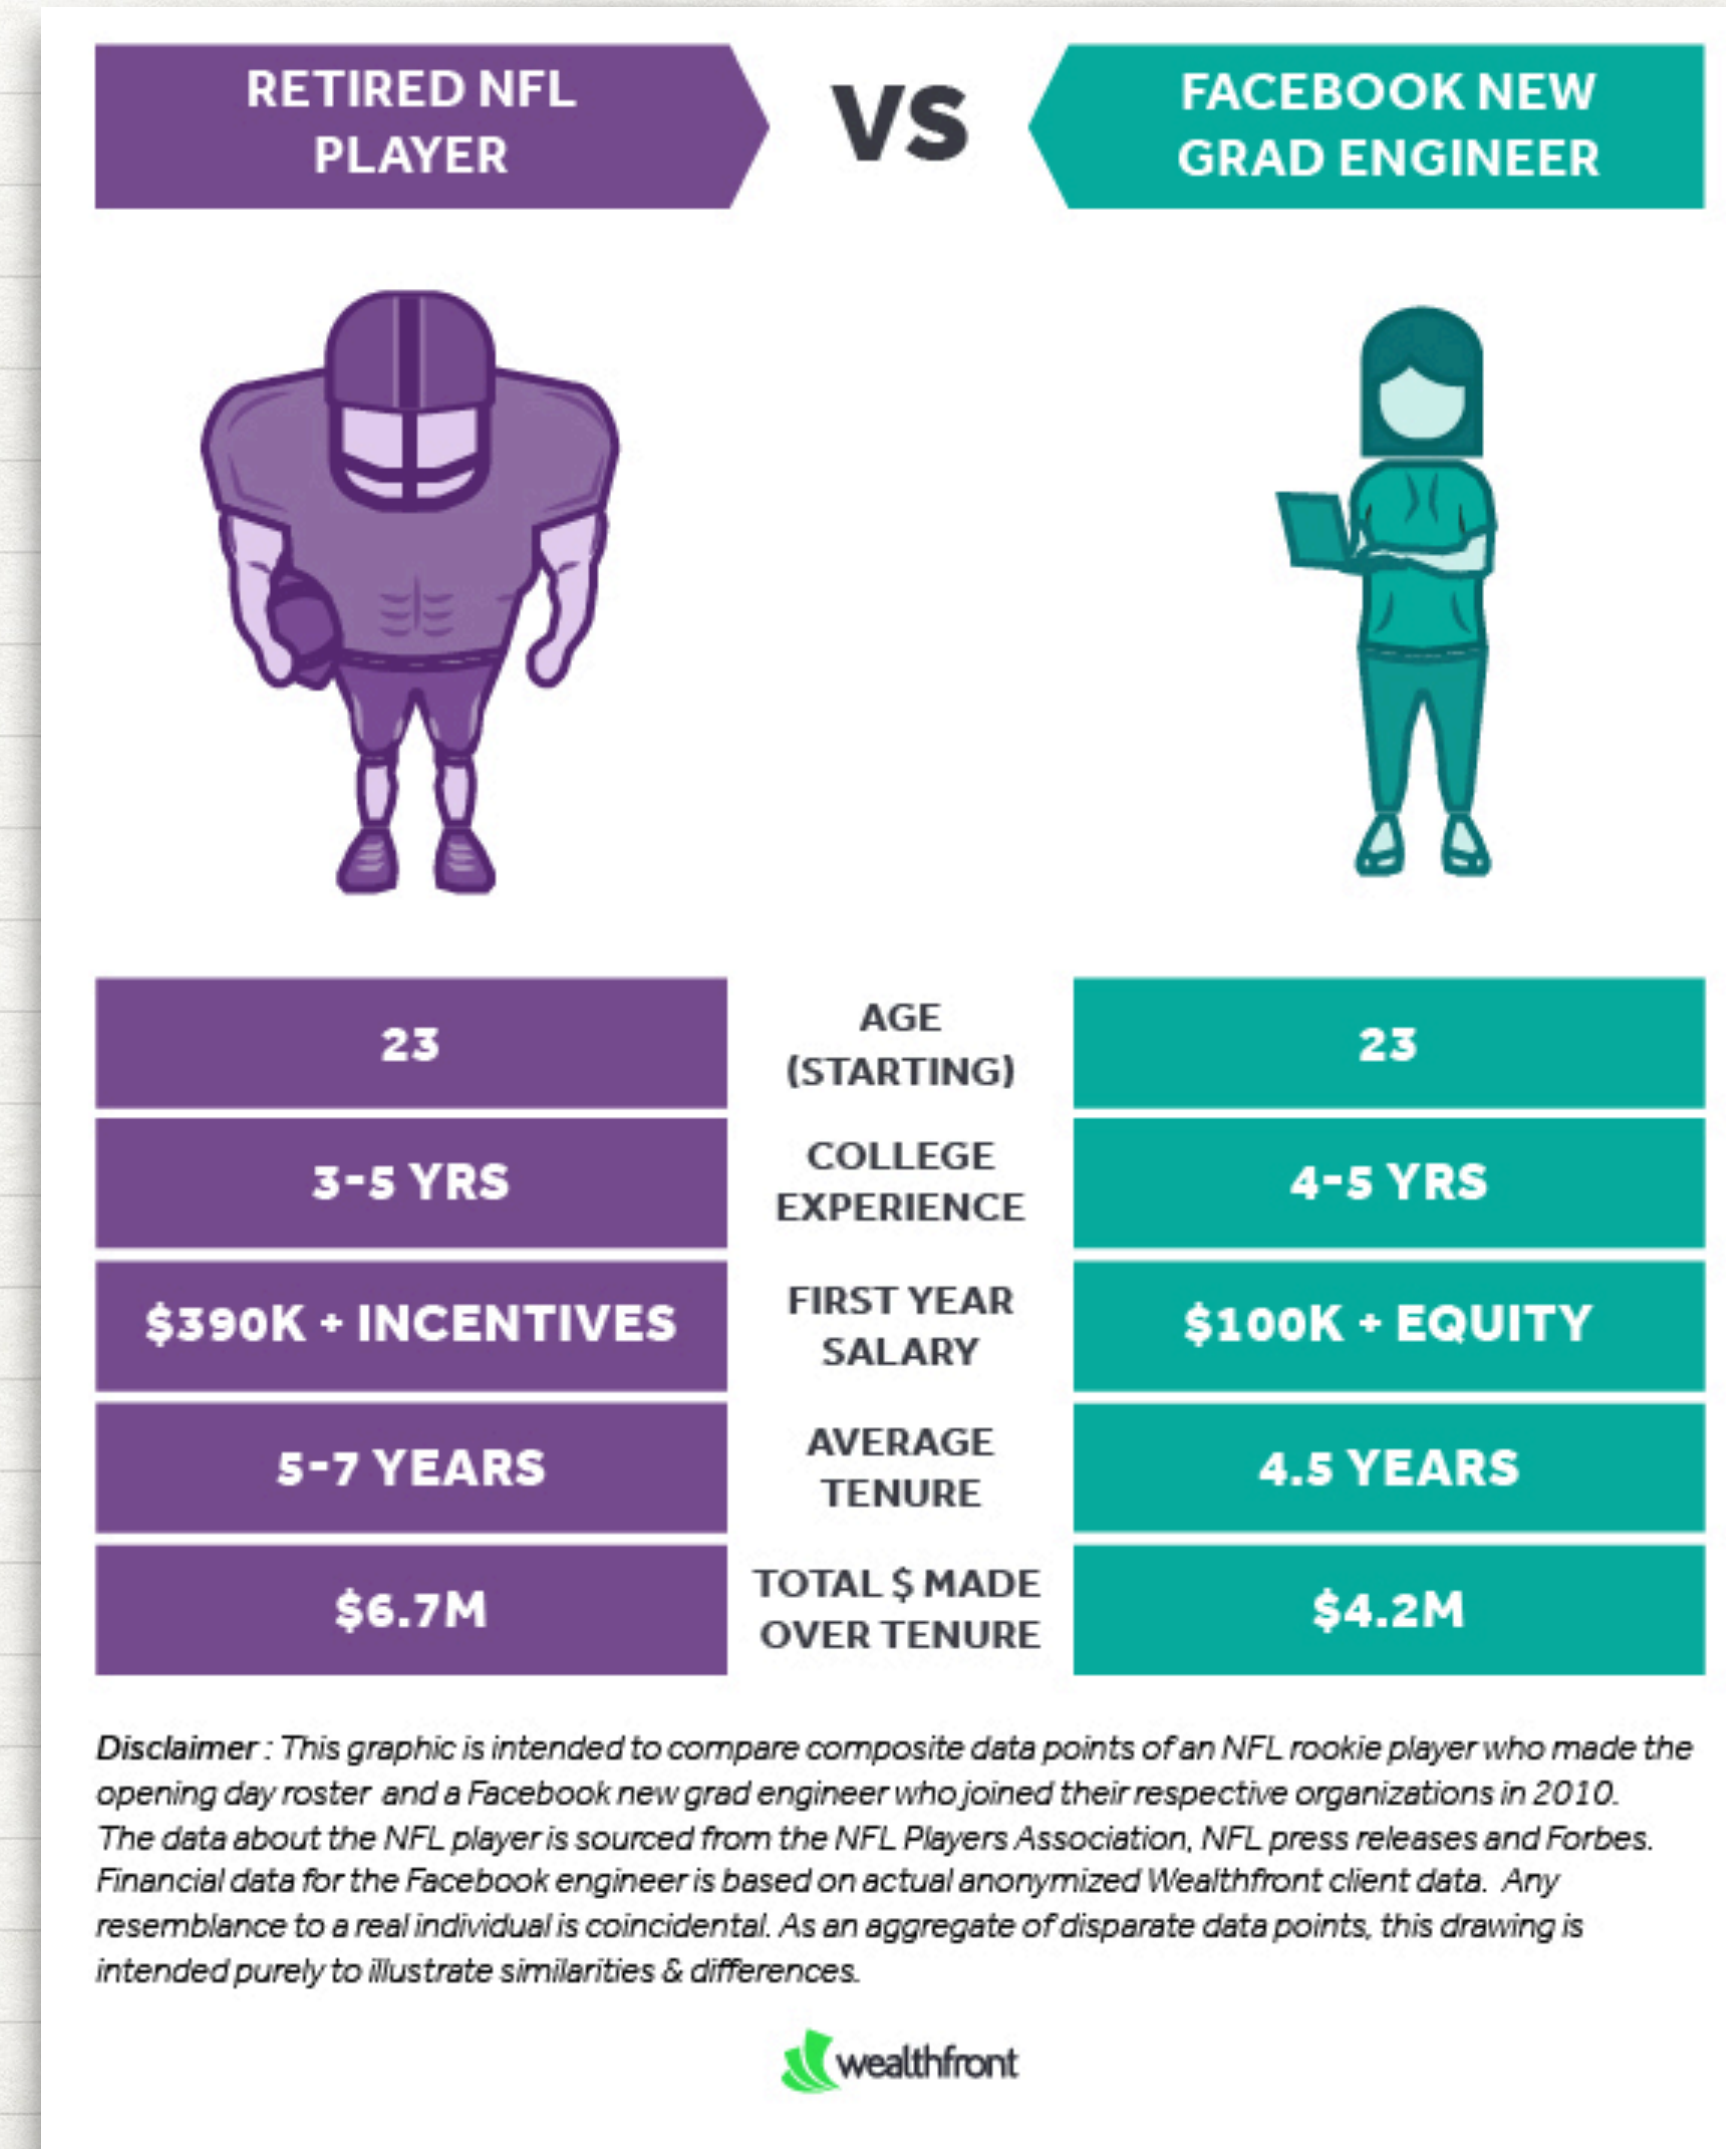 RETIRED NFL
PLAYER
VS
FACEBOOK NEW
GRAD ENGINEER
23
AGE
(STARTING)
23
3-5 YRS
COLLEGE
EXPERIENCE
4-5 YRS
$390K + INCENTIVES
FIRST YEAR
SALARY
$100K + EQUITY
5-7 YEARS
AVERAGE
TENURE
4.5 YEARS
$6.7M
TOTAL $ MADE
OVER TENURE
$4.2M
Disclaimer : This graphic is intended to compare composite data points of an NFL rookie player who made the
opening day roster and a Facebook new grad engineer who joined their respective organizations in 2010.
The data about the NFL player is sourced from the NFL Players Association, NFL press releases and Forbes.
Financial data for the Facebook engineer is based on actual anonymized Wealthfront client data. Any
resemblance to a real individual is coincidental. As an aggregate of disparate data points, this drawing is
intended purely to illustrate similarities & differences.
wealthfront